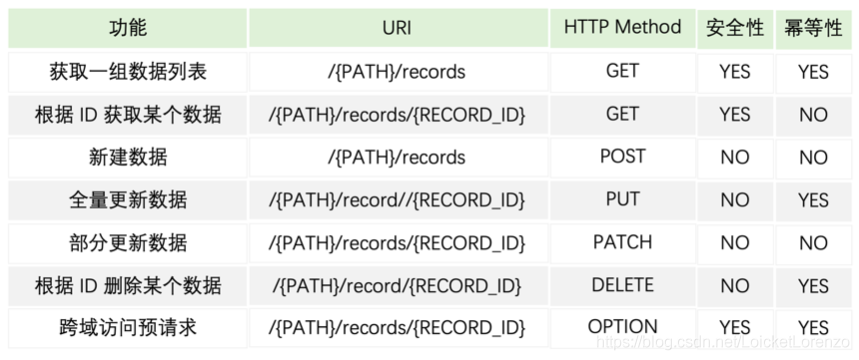 功能 URI HTTP Method 安全性 幂等性
获取一组数据列表 /{PATH}/records GET YES YES
根据 ID 获取某个数据 /{PATH}/records/{RECORD_ID} GET YES NO
新建数据 /{PATH}/records POST NO NO
全量更新数据 /{PATH}/record//{RECORD_ID} PUT NO YES
部分更新数据 /{PATH}/records/{RECORD_ID} PATCH NO NO
根据 ID 删除某个数据 /{PATH}/record/{RECORD_ID} DELETE NO YES
跨域访问预请求 /{PATH}/records/{RECORD_ID} OPTION YES YES
https://blog.csdn.net/LoicketLorenzo